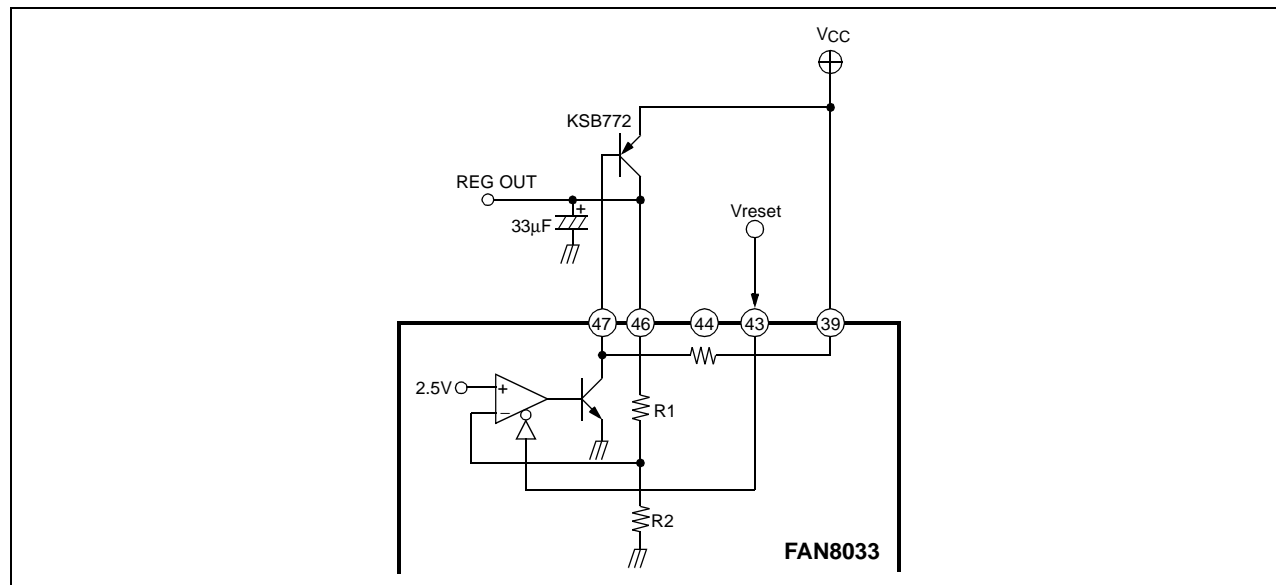 VCC
KSB772
REG OUT
+
33μF
Vreset
47
46
44
43
39
2.5V
+
−
R1
R2
FAN8033